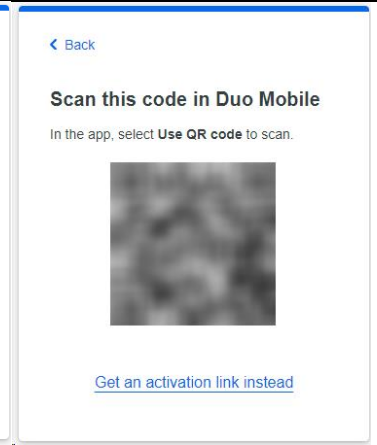 Back
Scan this code in Duo Mobile
In the app, select Use QR code to scan.
Get an activation link instead